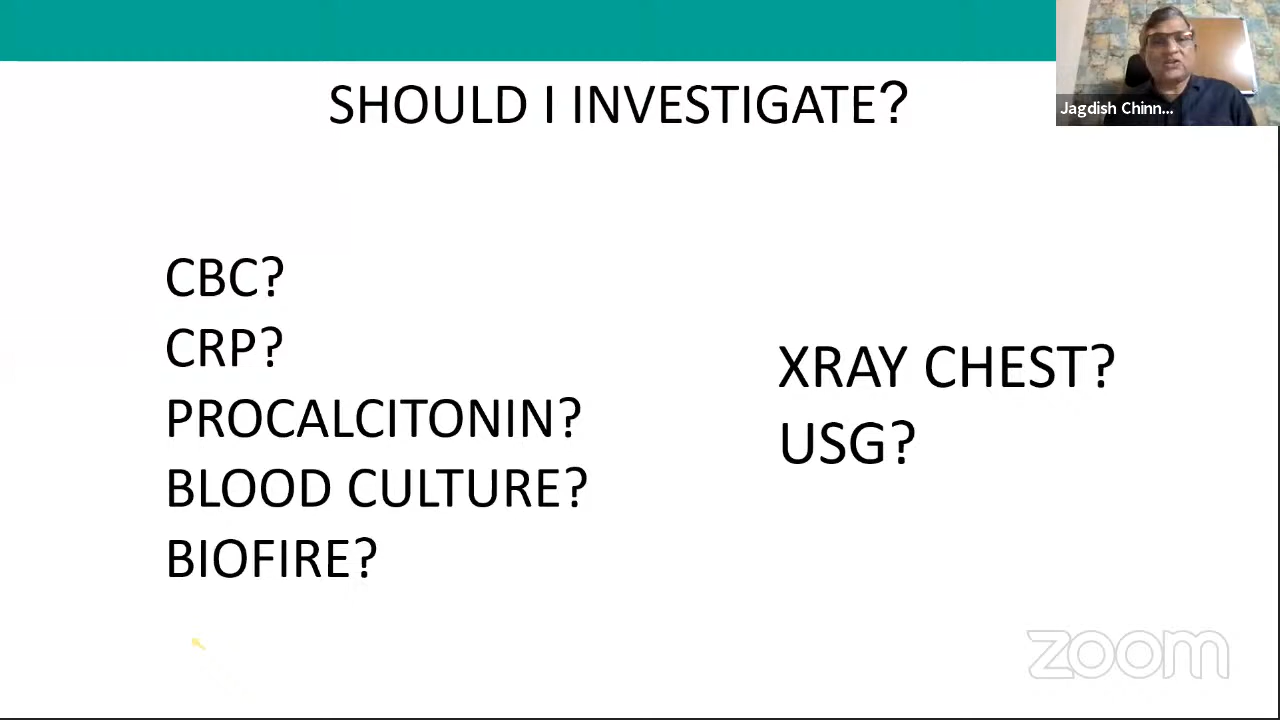 SHOULD I INVESTIGATE?
Jagdish Chinn...
CBC?
CRP?
PROCALCITONIN?
BLOOD CULTURE?
BIOFIRE?
XRAY CHEST?
USG?
zoom